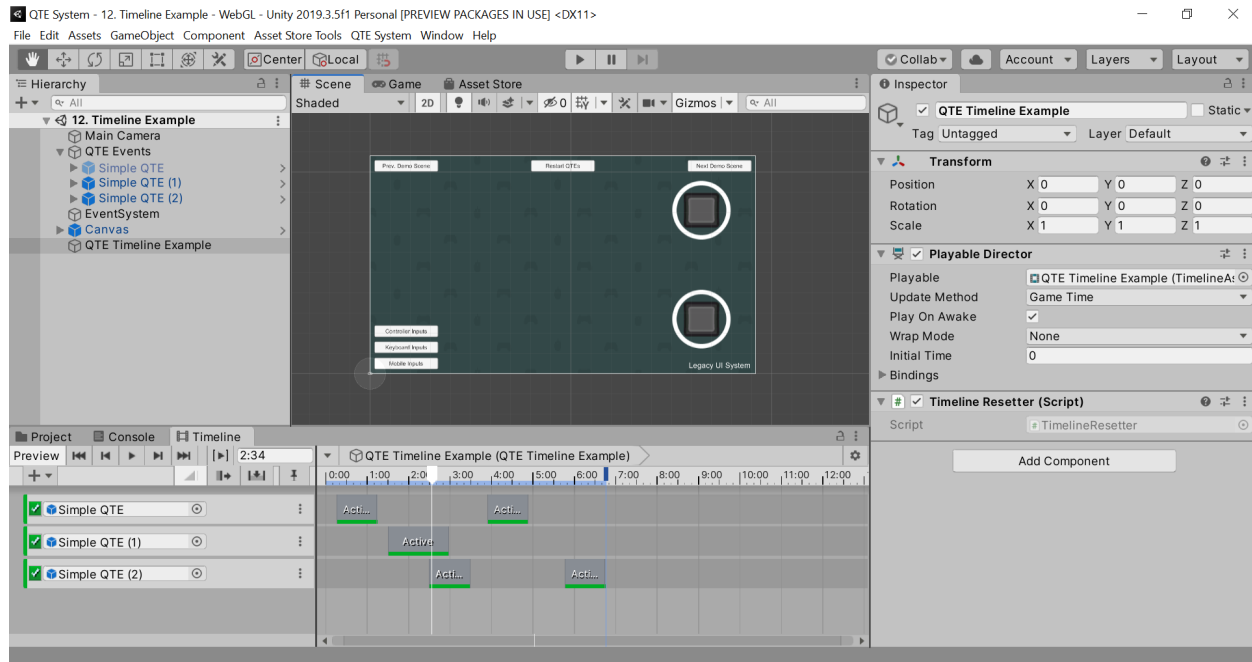 QTE System - 12. Timeline Example - WebGL - Unity 2019.3.5f1 Personal [PREVIEW PACKAGES IN USE] <DX11>
File Edit Assets GameObject Component Asset Store Tools QTE System Window Help
Center Local Collab Account Layers Layout
Hierarchy
All
12. Timeline Example
Main Camera
QTE Events
Simple QTE
Simple QTE (1)
Simple QTE (2)
EventSystem
Canvas
QTE Timeline Example
Scene Game Asset Store
Shaded 2D 0 Gizmos All
Prev. Demo Scene Restart QTEs Next Demo Scene
Controller Inputs
Keyboard Inputs
Mobile Inputs
Legacy UI System
Inspector
QTE Timeline Example Static
Tag Untagged Layer Default
Transform
Position X 0 Y 0 Z 0
Rotation X 0 Y 0 Z 0
Scale X 1 Y 1 Z 1
Playable Director
Playable QTE Timeline Example (TimelineAs
Update Method Game Time
Play On Awake
Wrap Mode None
Initial Time 0
Bindings
# Timeline Resetter (Script)
Script # TimelineResetter
Add Component
Project Console Timeline
Preview 2:34 QTE Timeline Example (QTE Timeline Example)
0:00 1:00 2:00 3:00 4:00 5:00 6:00 7:00 8:00 9:00 10:00 11:00 12:00
Simple QTE Acti... Acti...
Simple QTE (1) Active
Simple QTE (2) Acti... Acti...